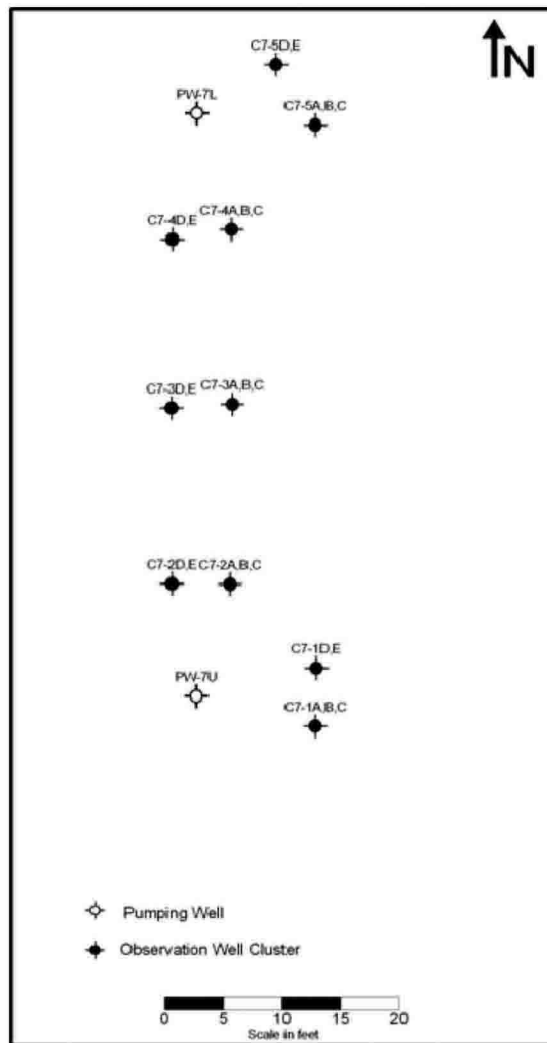 C7-5D,E
N
PW-7L
C7-5A,B,C
C7-4D,E
C7-4A,B,C
C7-3D,E
C7-3A,B,C
C7-2D,E
C7-2A,B,C
C7-1D,E
PW-7U
C7-1A,B,C
Pumping Well
Observation Well Cluster
0 5 10 15 20
Scale in feet